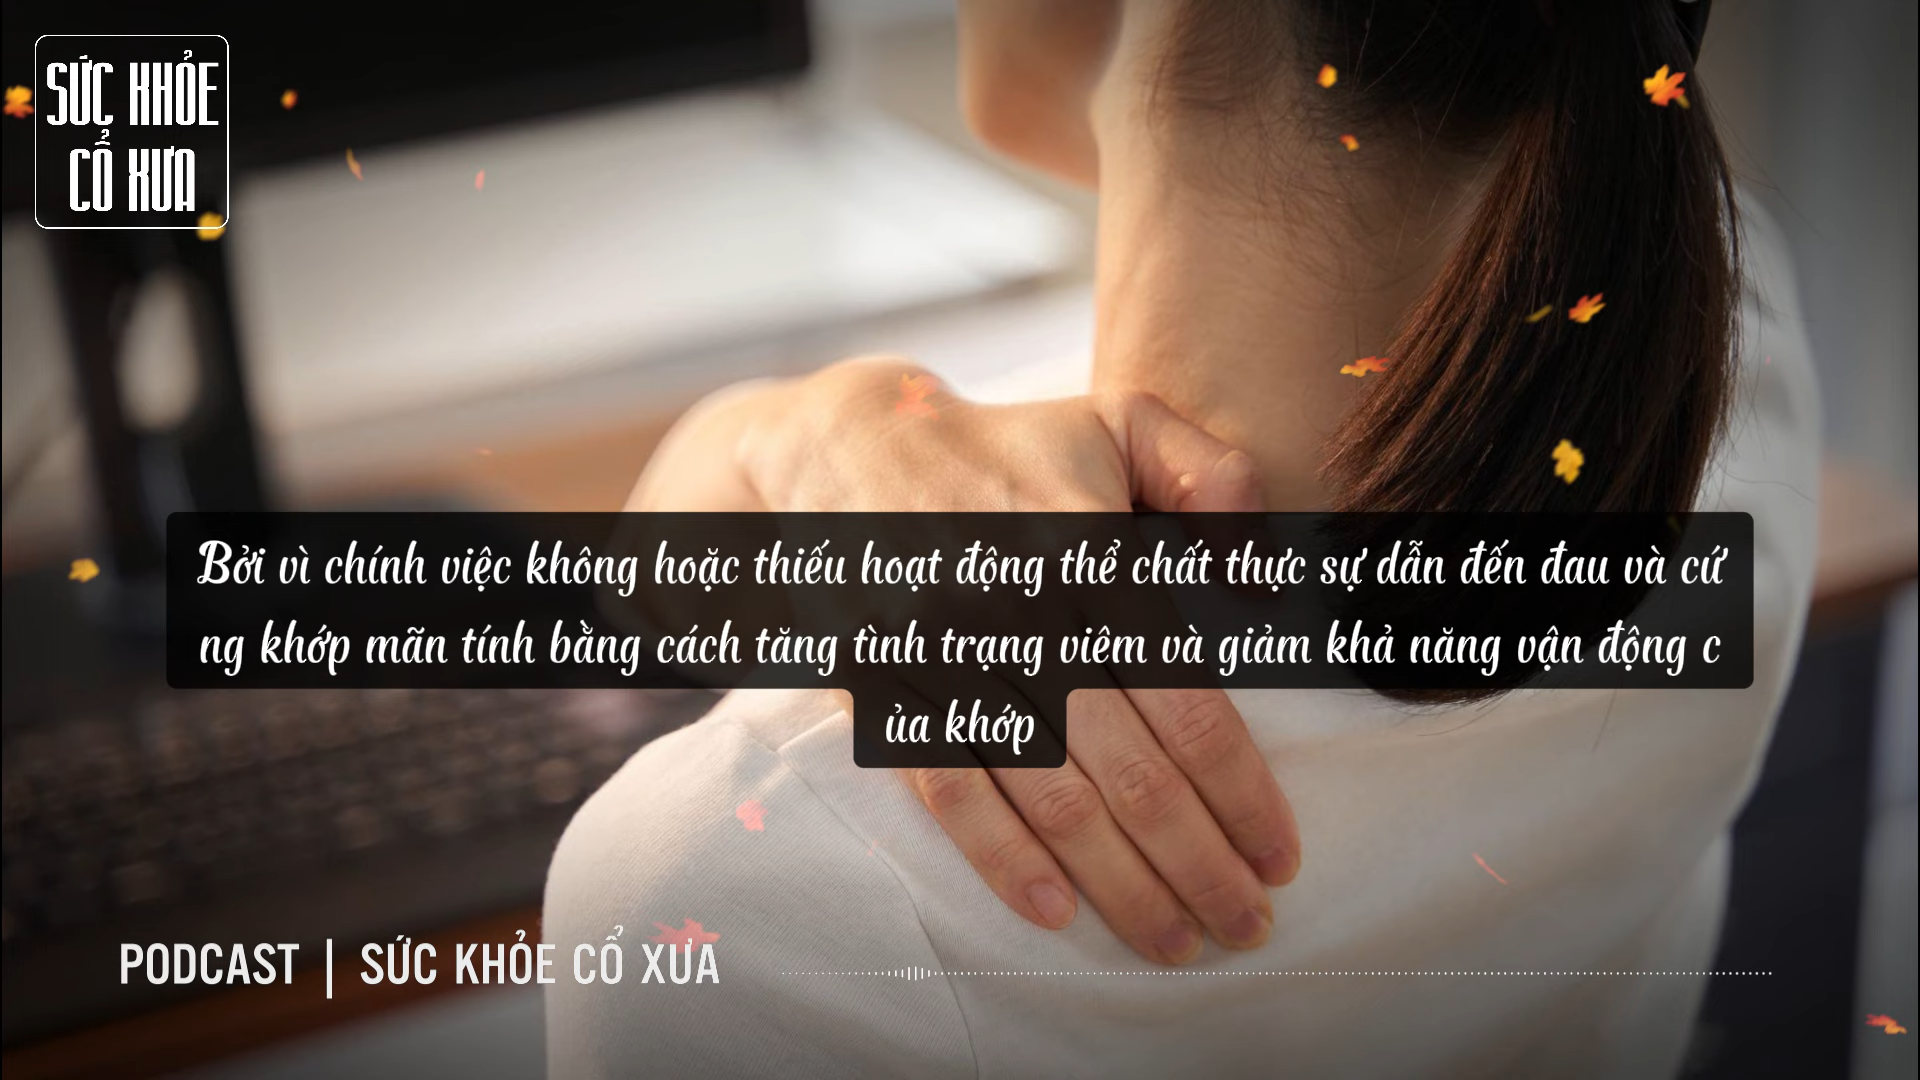 SỨC KHỎE
CỔ XƯA
Bởi vì chính việc không hoặc thiếu hoạt động thể chất thực sự dẫn đến đau và cứ
ng khớp mãn tính bằng cách tăng tình trạng viêm và giảm khả năng vận động c
ủa khớp
PODCAST | SỨC KHỎE CỔ XƯA